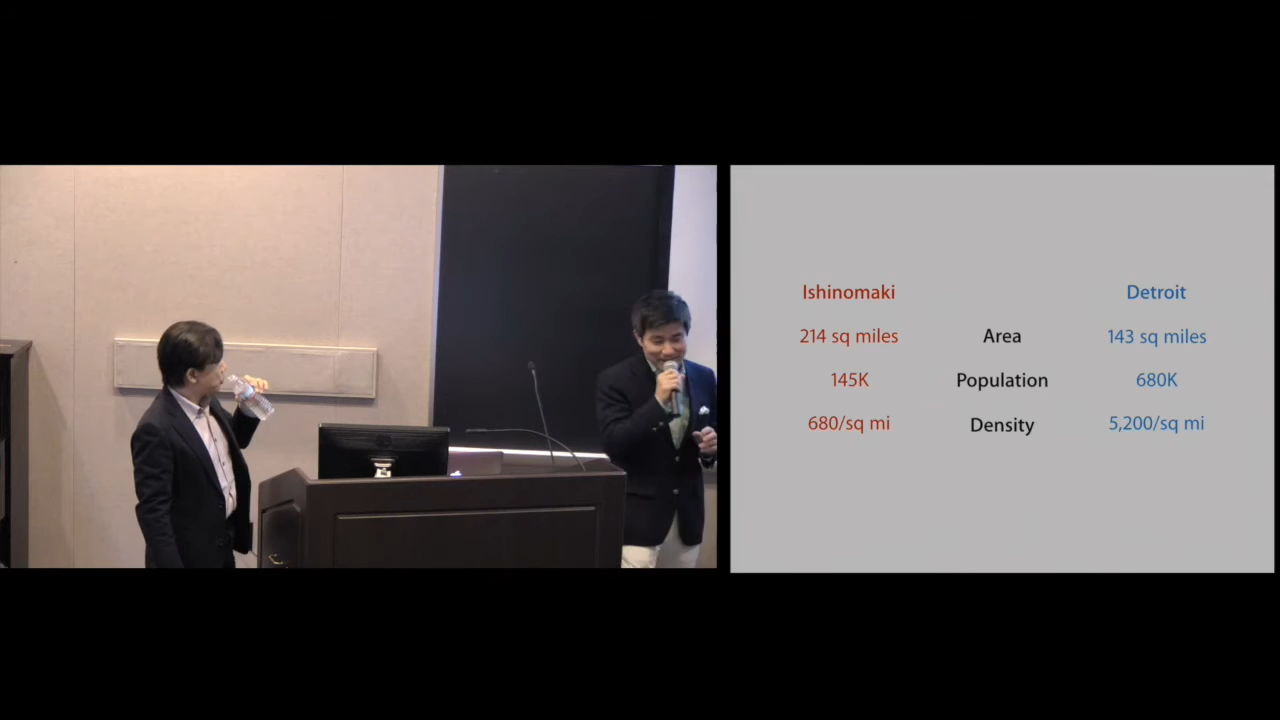 Ishinomaki Detroit
214 sq miles Area 143 sq miles
145K Population 680K
680/sq mi Density 5,200/sq mi